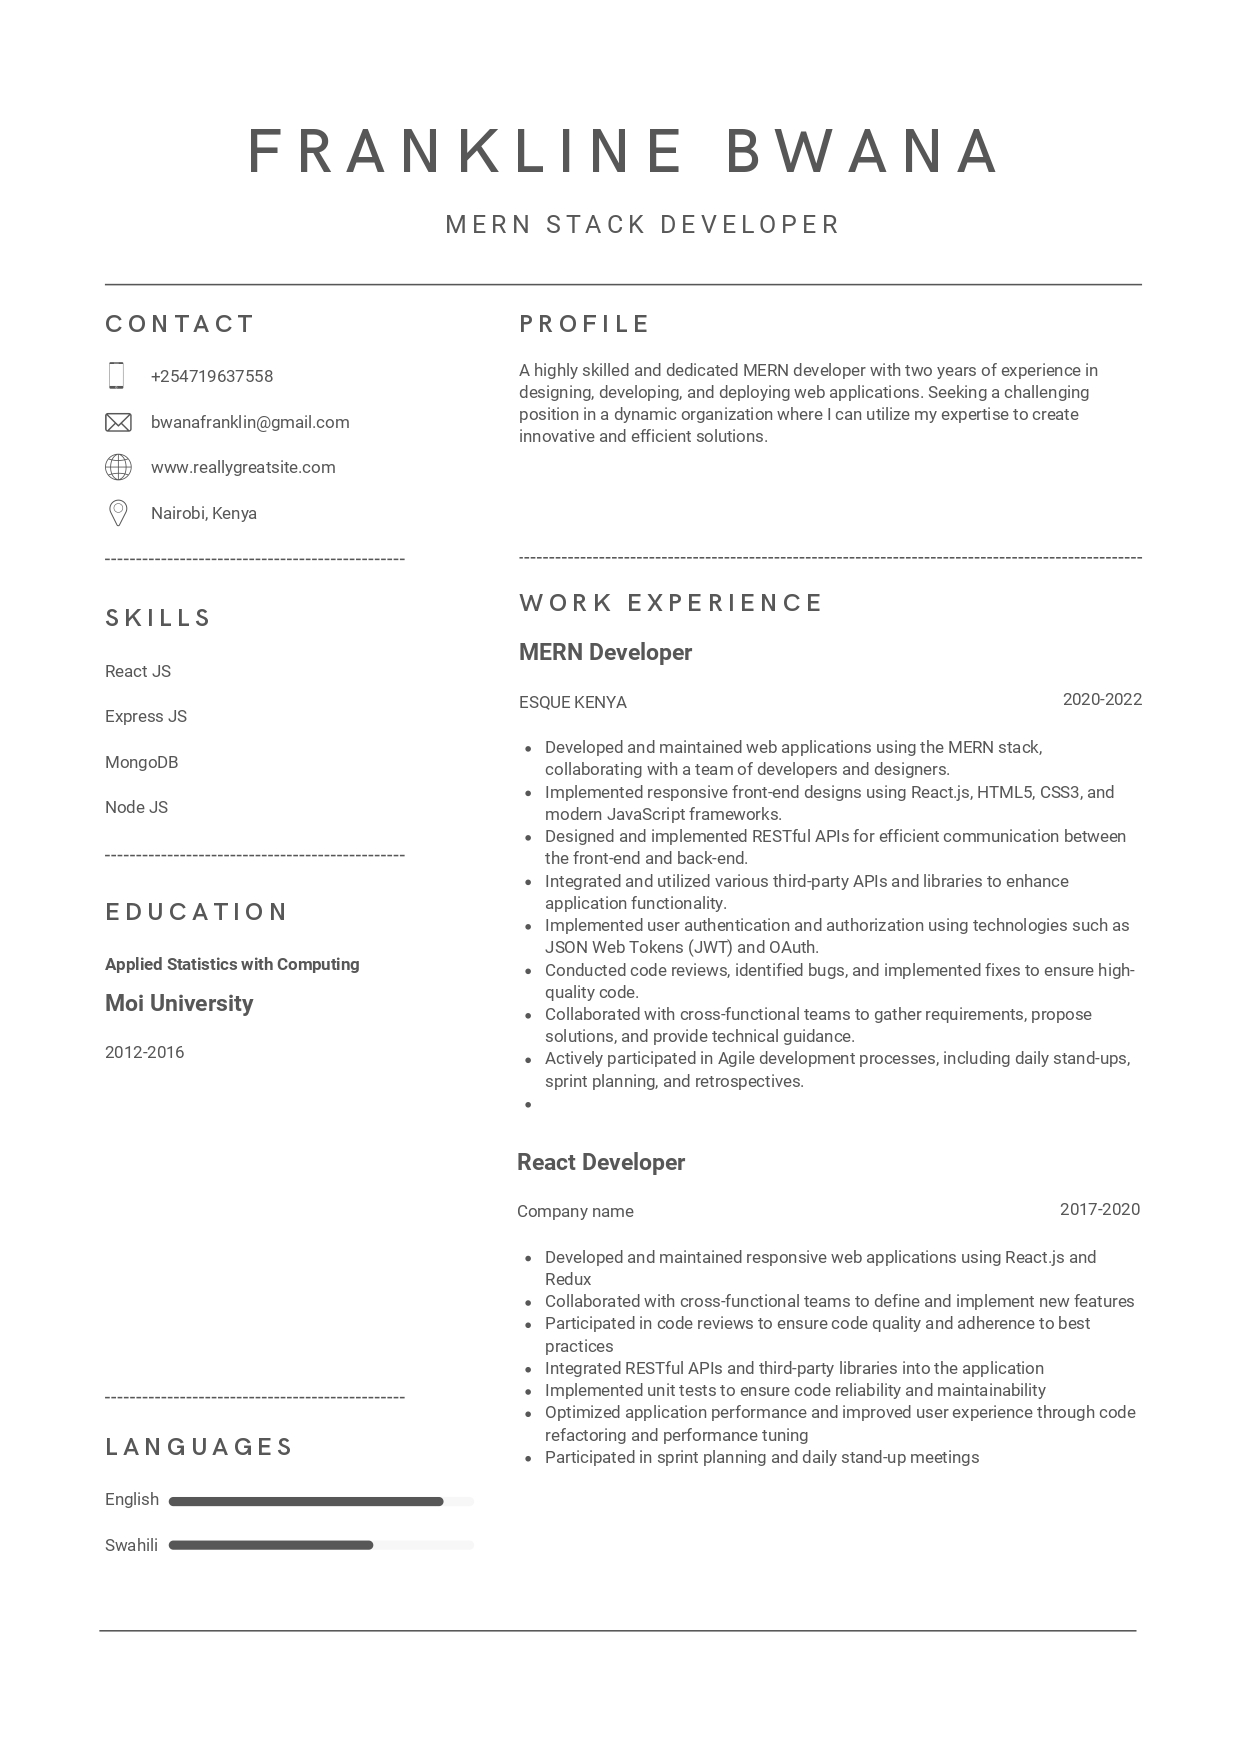 FRANKLINE BWANA
MERN STACK DEVELOPER
CONTACT
+254719637558
bwanafranklin@gmail.com
www.reallygreatsite.com
Nairobi, Kenya
SKILLS
React JS
Express JS
MongoDB
Node JS
EDUCATION
Applied Statistics with Computing
Moi University
2012-2016
LANGUAGES
English
Swahili
PROFILE
A highly skilled and dedicated MERN developer with two years of experience in
designing, developing, and deploying web applications. Seeking a challenging
position in a dynamic organization where I can utilize my expertise to create
innovative and efficient solutions.
WORK EXPERIENCE
MERN Developer
ESQUE KENYA 2020-2022
• Developed and maintained web applications using the MERN stack,
collaborating with a team of developers and designers.
• Implemented responsive front-end designs using React.js, HTML5, CSS3, and
modern JavaScript frameworks.
• Designed and implemented RESTful APIs for efficient communication between
the front-end and back-end.
• Integrated and utilized various third-party APIs and libraries to enhance
application functionality.
• Implemented user authentication and authorization using technologies such as
JSON Web Tokens (JWT) and OAuth.
• Conducted code reviews, identified bugs, and implemented fixes to ensure high-
quality code.
• Collaborated with cross-functional teams to gather requirements, propose
solutions, and provide technical guidance.
• Actively participated in Agile development processes, including daily stand-ups,
sprint planning, and retrospectives.
•
React Developer
Company name 2017-2020
• Developed and maintained responsive web applications using React.js and
Redux
• Collaborated with cross-functional teams to define and implement new features
• Participated in code reviews to ensure code quality and adherence to best
practices
• Integrated RESTful APIs and third-party libraries into the application
• Implemented unit tests to ensure code reliability and maintainability
• Optimized application performance and improved user experience through code
refactoring and performance tuning
• Participated in sprint planning and daily stand-up meetings